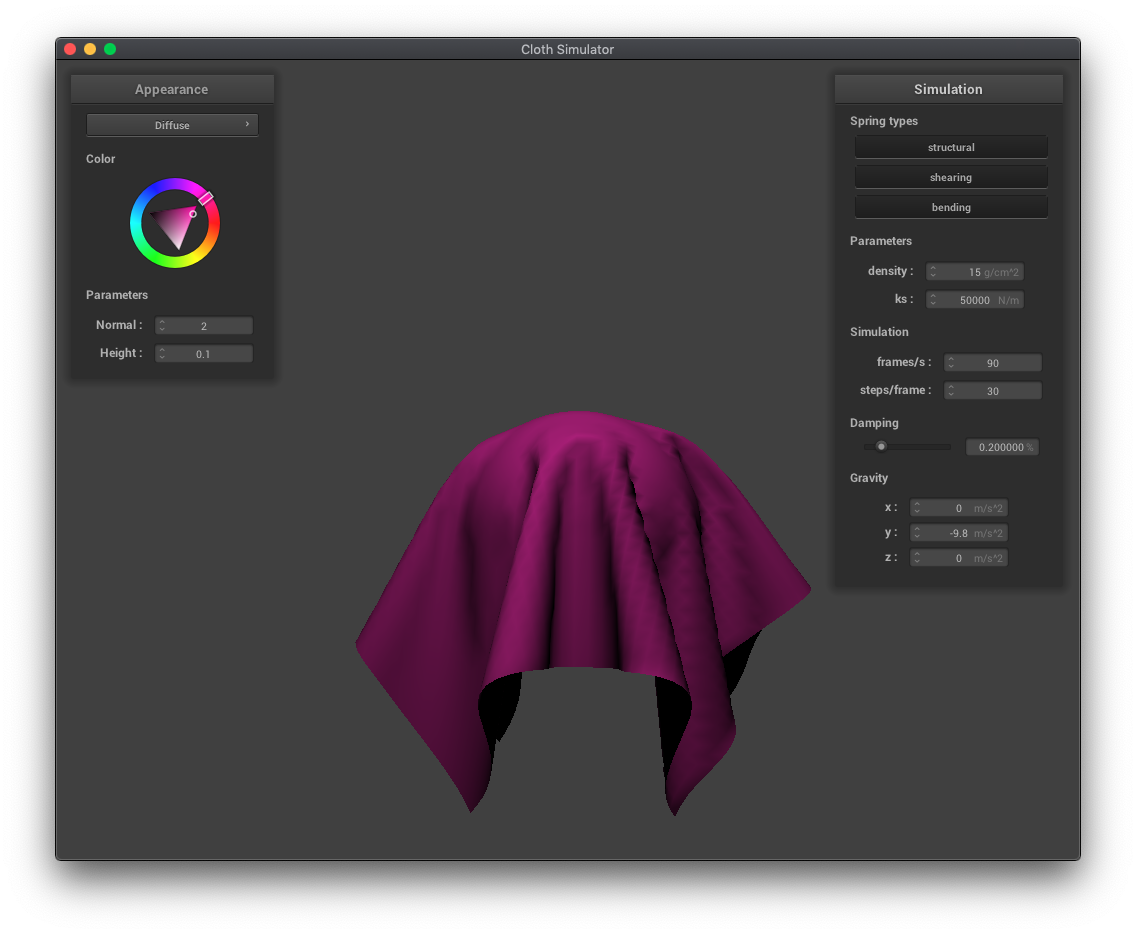 Cloth Simulator
Appearance
Diffuse
Color
Parameters
Normal : 2
Height : 0.1
Simulation
Spring types
structural
shearing
bending
Parameters
density : 15 g/cm^2
ks : 50000 N/m
Simulation
frames/s : 90
steps/frame : 30
Damping
0.200000 %
Gravity
x : 0 m/s^2
y : -9.8 m/s^2
z : 0 m/s^2